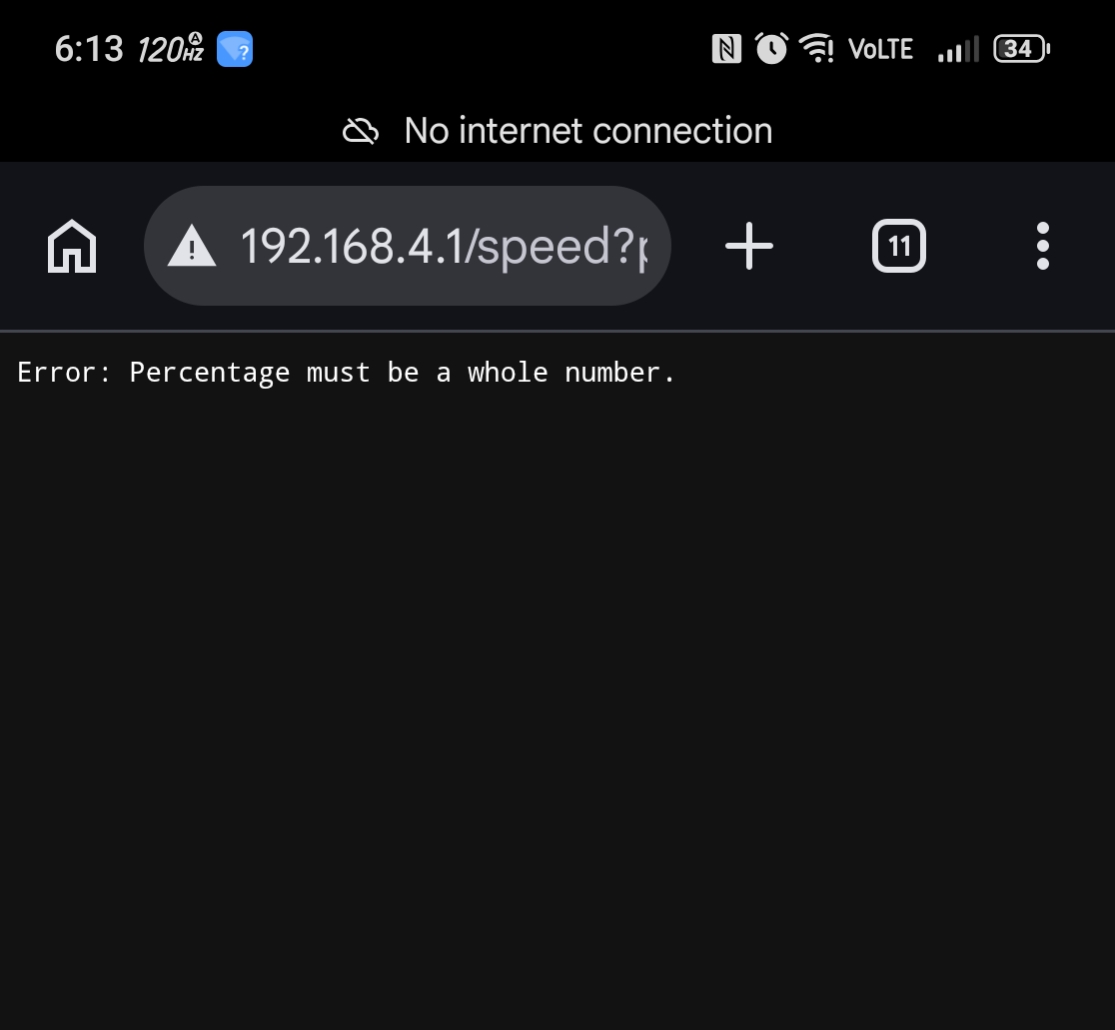 6:13 120HZ A ?
N VoLTE 34
No internet connection
192.168.4.1/speed?p
11
Error: Percentage must be a whole number.